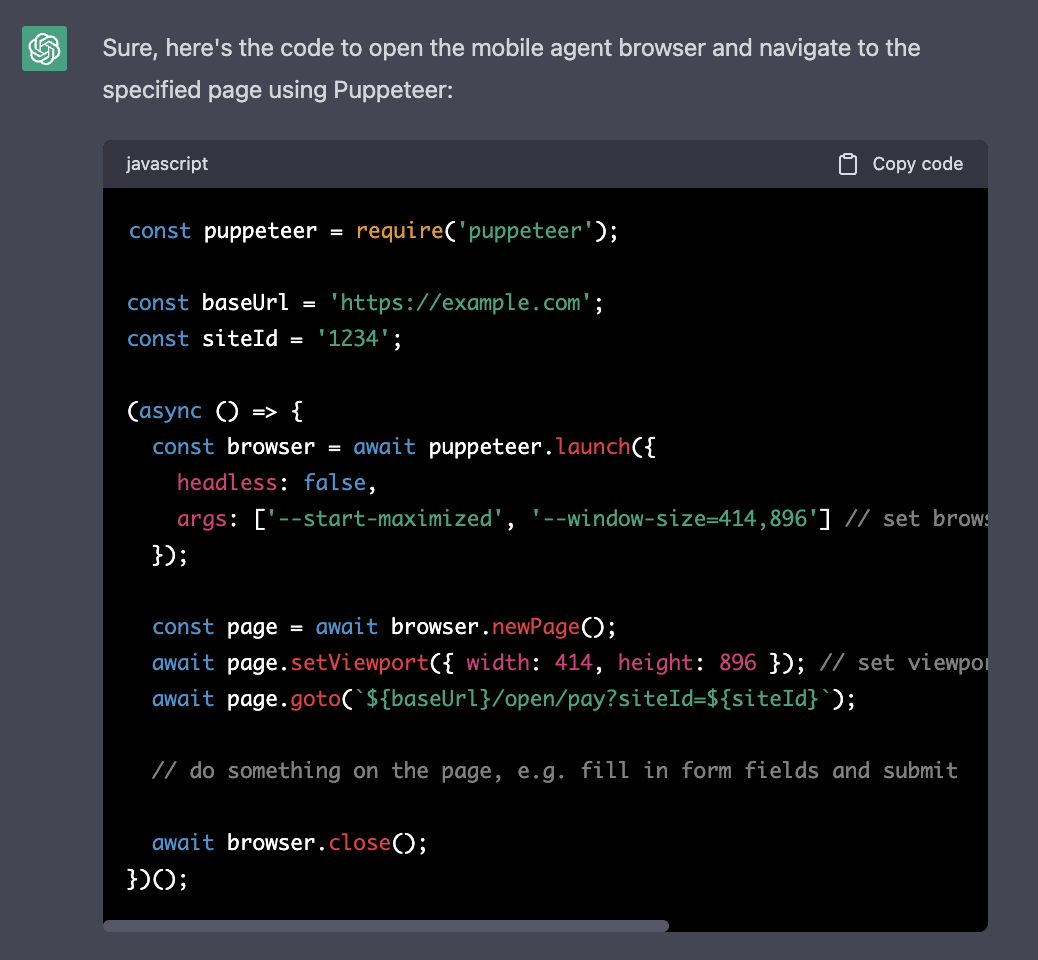 Sure, here's the code to open the mobile agent browser and navigate to the
specified page using Puppeteer:
javascript
Copy code
const puppeteer = require('puppeteer');
const baseUrl = 'https://example.com';
const siteId = '1234';
(async () => {
  const browser = await puppeteer.launch({
    headless: false,
    args: ['--start-maximized', '--window-size=414,896'] // set brows
  });
  const page = await browser.newPage();
  await page.setViewport({ width: 414, height: 896 }); // set viewpor
  await page.goto(`${baseUrl}/open/pay?siteId=${siteId}`);
  // do something on the page, e.g. fill in form fields and submit
  await browser.close();
})();